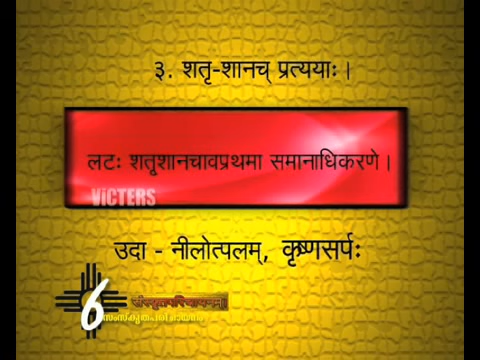 ३. शतृ-शानच् प्रत्ययाः।
लटः शतृशानचावप्रथमा समानाधिकरणे।
ViCTERS
उदा - नीलोत्पलम्, कृष्णसर्पः
6